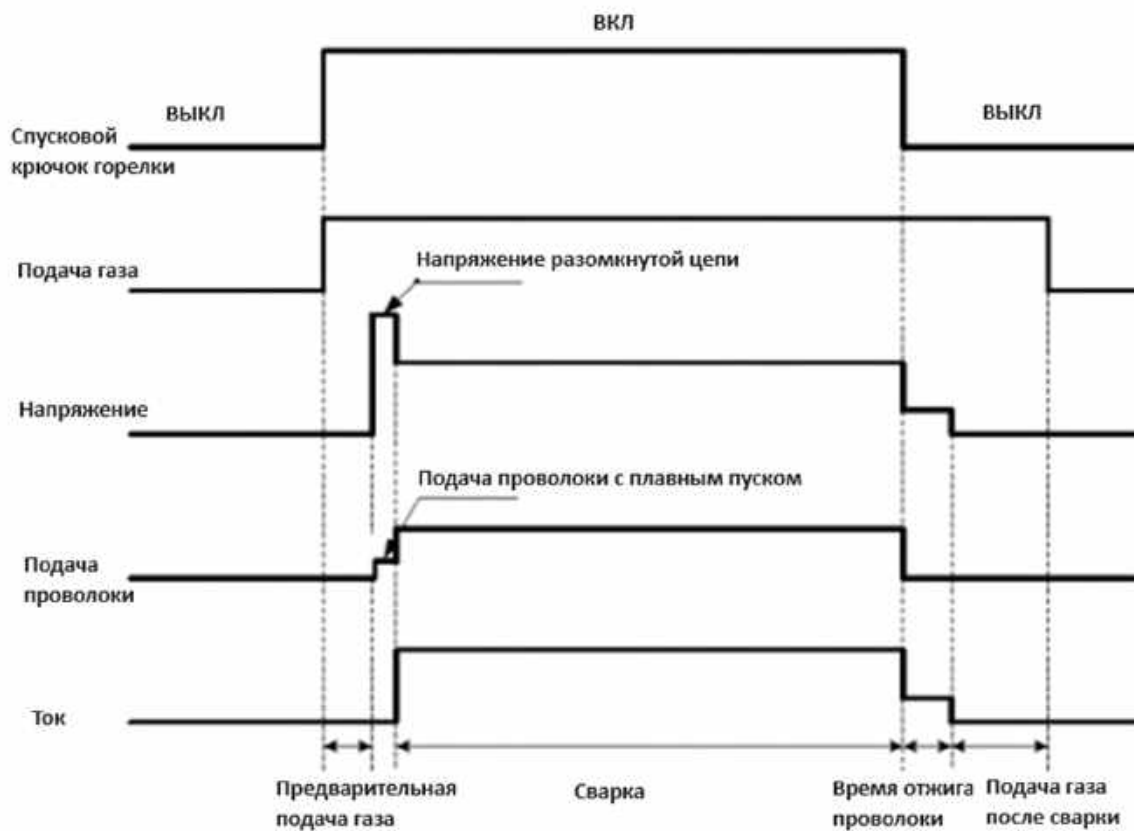 ВКЛ
ВЫКЛ
ВЫКЛ
Спусковой
крючок горелки
Подача газа
Напряжение разомкнутой цепи
Напряжение
Подача проволоки с плавным пуском
Подача
проволоки
Ток
Предварительная
подача газа
Сварка
Время отжига
проволоки
Подача газа
после сварки